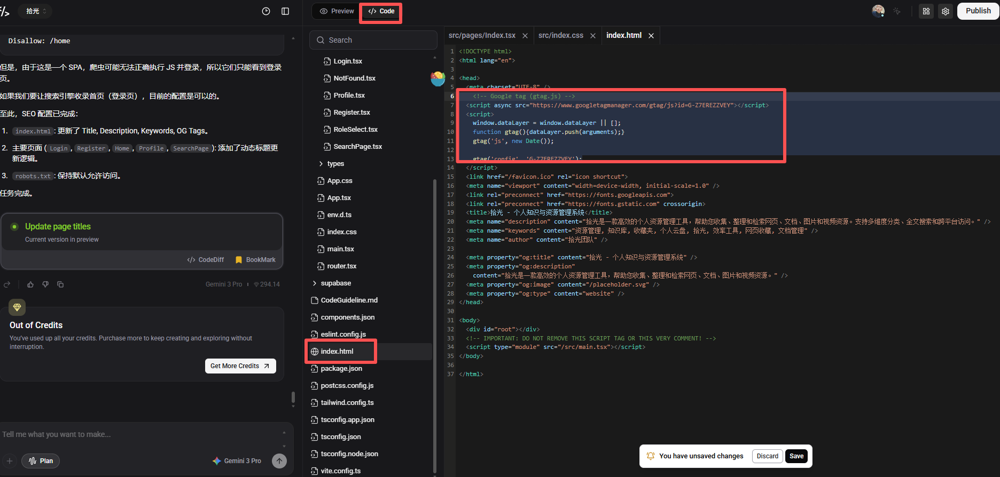 拾光
Preview
</> Code
Publish
Disallow: /home
但是，由于这是一个 SPA，爬虫可能无法正确执行 JS 并登录，所以它们只能看到登录
页。
如果我们要让搜索引擎收录首页（登录页），目前的配置是可以的。
至此，SEO 配置已完成：
1. index.html: 更新了 Title, Description, Keywords, OG Tags。
2. 主要页面 (Login, Register, Home, Profile, SearchPage): 添加了动态标题更
新逻辑。
3. robots.txt: 保持默认允许访问。
任务完成。
Update page titles
Current version in preview
</> CodeDiff
BookMark
Gemini 3 Pro
294.14
Out of Credits
You've used up all your credits. Purchase more to keep creating and exploring without
interruption.
Get More Credits
Tell me what you want to make...
Plan
Gemini 3 Pro
Search
Login.tsx
NotFound.tsx
Profile.tsx
Register.tsx
RoleSelect.tsx
SearchPage.tsx
types
App.css
App.tsx
env.d.ts
index.css
main.tsx
router.tsx
supabase
CodeGuideline.md
components.json
eslint.config.js
index.html
package.json
postcss.config.js
tailwind.config.ts
tsconfig.app.json
tsconfig.json
tsconfig.node.json
vite.config.ts
src/pages/Index.tsx
src/index.css
index.html
1 <!DOCTYPE html>
2 <html lang="en">
3
4 <head>
5 <meta charset="UTF-8" />
6 <!-- Google tag (gtag.js) -->
7 <script async src="https://www.googletagmanager.com/gtag/js?id=G-Z7EREZZVEY"></script>
8 <script>
9 window.dataLayer = window.dataLayer || [];
10 function gtag(){dataLayer.push(arguments);}
11 gtag('js', new Date());
12
13 gtag('config', 'G-Z7EREZZVEY');
14 </script>
15 <link href="/favicon.ico" rel="icon shortcut">
16 <meta name="viewport" content="width=device-width, initial-scale=1.0" />
17 <link rel="preconnect" href="https://fonts.googleapis.com">
18 <link rel="preconnect" href="https://fonts.gstatic.com" crossorigin>
19 <title>拾光 - 个人知识与资源管理系统</title>
20 <meta name="description" content="拾光是一款高效的个人资源管理工具，帮助您收集、整理和检索网页、文档、图片和视频资源。支持多维度分类、全文搜索和跨平台访问。" />
21 <meta name="keywords" content="资源管理, 知识库, 收藏夹, 个人云盘, 拾光, 效率工具, 网页收藏, 文档管理" />
22 <meta name="author" content="拾光团队" />
23
24 <meta property="og:title" content="拾光 - 个人知识与资源管理系统" />
25 <meta property="og:description"
26 content="拾光是一款高效的个人资源管理工具，帮助您收集、整理和检索网页、文档、图片和视频资源。" />
27 <meta property="og:image" content="/placeholder.svg" />
28 <meta property="og:type" content="website" />
29 </head>
30
31 <body>
32 <div id="root"></div>
33 <!-- IMPORTANT: DO NOT REMOVE THIS SCRIPT TAG OR THIS VERY COMMENT! -->
34 <script type="module" src="/src/main.tsx"></script>
35 </body>
36
37 </html>
You have unsaved changes
Discard
Save